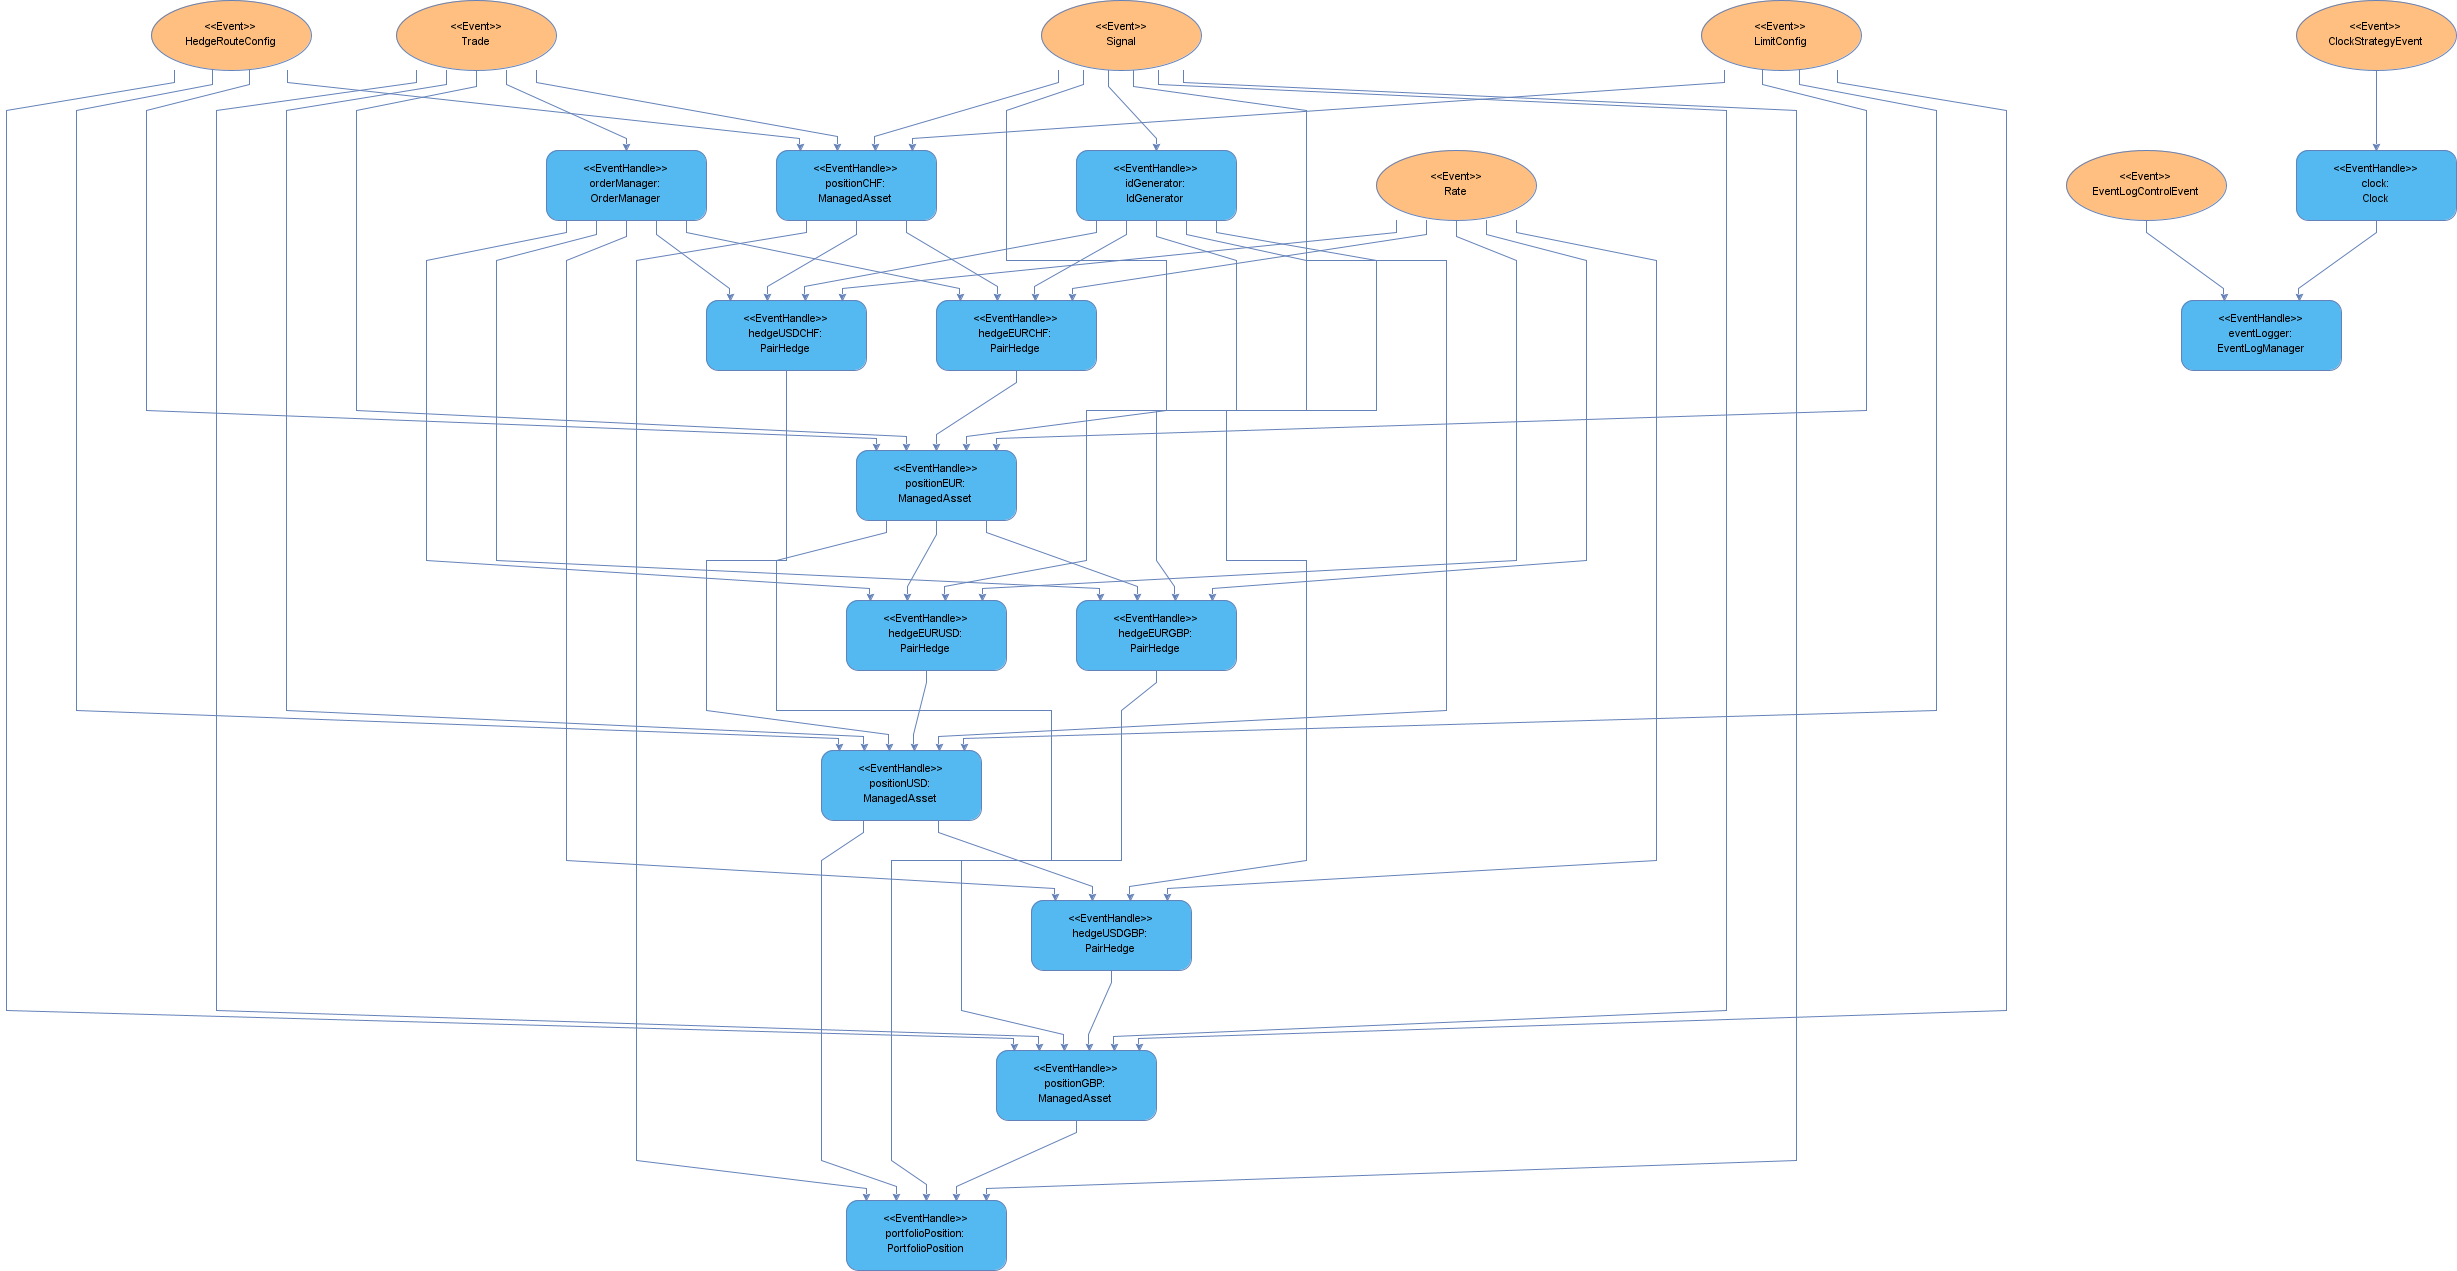 <<Event>>
HedgeRouteConfig
<<Event>>
Trade
<<Event>>
Signal
<<Event>>
LimitConfig
<<Event>>
ClockStrategyEvent
<<EventHandle>>
orderManager:
OrderManager
<<EventHandle>>
positionCHF:
ManagedAsset
<<EventHandle>>
idGenerator:
IdGenerator
<<Event>>
Rate
<<Event>>
EventLogControlEvent
<<EventHandle>>
clock:
Clock
<<EventHandle>>
hedgeUSDCHF:
PairHedge
<<EventHandle>>
hedgeEURCHF:
PairHedge
<<EventHandle>>
eventLogger:
EventLogManager
<<EventHandle>>
positionEUR:
ManagedAsset
<<EventHandle>>
hedgeEURUSD:
PairHedge
<<EventHandle>>
hedgeEURGBP:
PairHedge
<<EventHandle>>
positionUSD:
ManagedAsset
<<EventHandle>>
hedgeUSDGBP:
PairHedge
<<EventHandle>>
positionGBP:
ManagedAsset
<<EventHandle>>
portfolioPosition:
PortfolioPosition